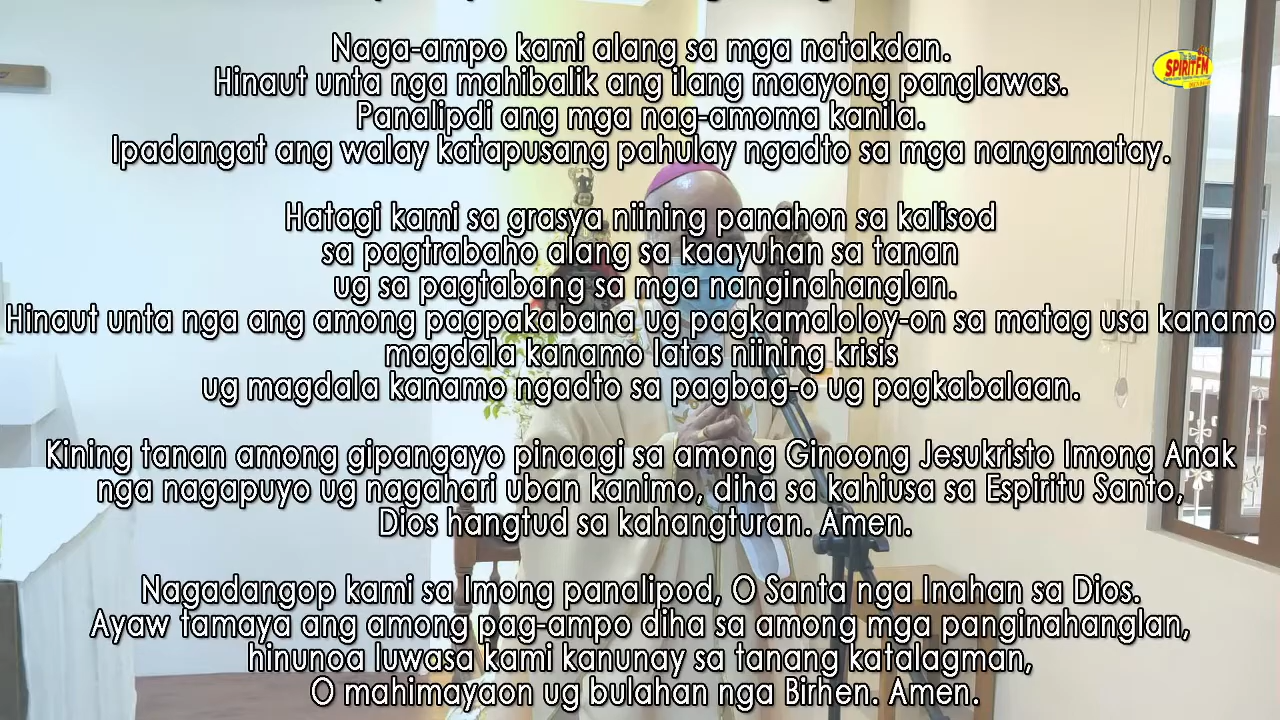 Naga-ampo kami alang sa mga natakdan.
Hinaut unta nga mahibalik ang ilang maayong panglawas.
Panalipdi ang mga nag-amoma kanila.
Ipadangat ang walay katapusang pahulay ngadto sa mga nangamatay.
SPIRITFM
Hatagi kami sa grasya niining panahon sa kalisod
sa pagtrabaho alang sa kaayuhan sa tanan
ug sa pagtabang sa mga nanginahanglan.
Hinaut unta nga ang among pagpakabana ug pagkamaloloy-on sa matag usa kanamo
magdala kanamo latas niining krisis
ug magdala kanamo ngadto sa pagbag-o ug pagkabalaan.
Kining tanan among gipangayo pinaagi sa among Ginoong Jesukristo Imong Anak
nga nagapuyo ug nagahari uban kanimo, diha sa kahiusa sa Espiritu Santo,
Dios hangtud sa kahangturan. Amen.
Nagadangop kami sa Imong panalipod, O Santa nga Inahan sa Dios.
Ayaw tamaya ang among pag-ampo diha sa among mga panginahanglan,
hinunoa luwasa kami kanunay sa tanang katalagman,
O mahimayaon ug bulahan nga Birhen. Amen.